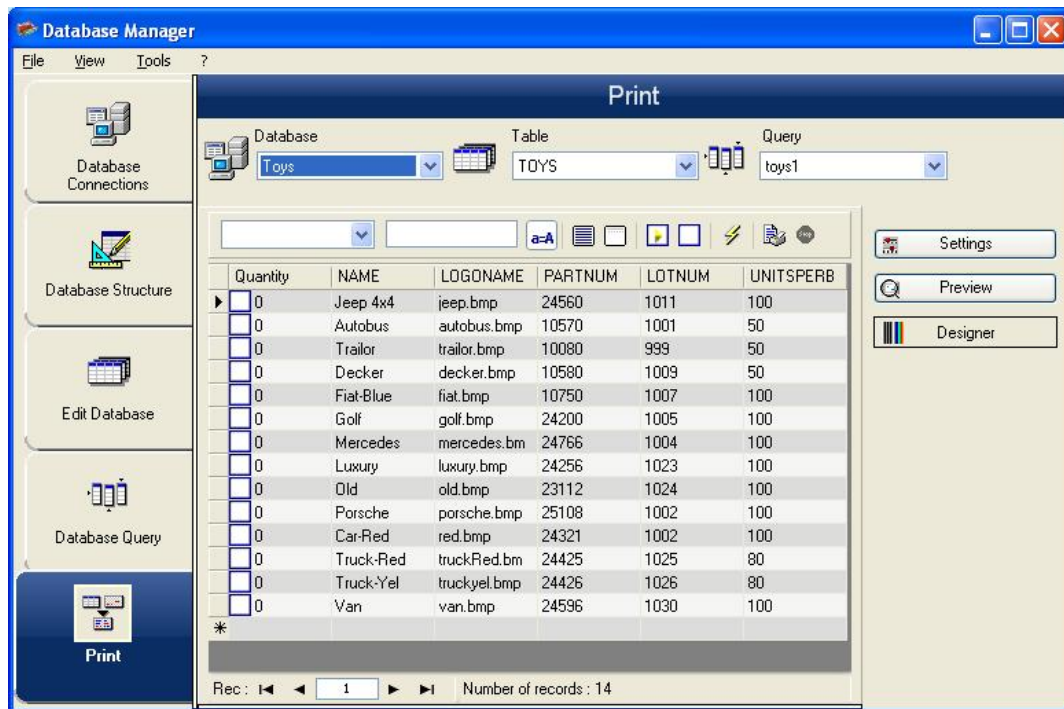 Database Manager
File View Tools ?
Database Connections
Database Structure
Edit Database
Database Query
Print
Print
Database Table Query
Toys TOYS toys1
a=A
Settings
Preview
Designer
Quantity NAME LOGONAME PARTNUM LOTNUM UNITSPERB
0 Jeep 4x4 jeep.bmp 24560 1011 100
0 Autobus autobus.bmp 10570 1001 50
0 Trailor trailor.bmp 10080 999 50
0 Decker decker.bmp 10580 1009 50
0 Fiat-Blue fiat.bmp 10750 1007 100
0 Golf golf.bmp 24200 1005 100
0 Mercedes mercedes.bm 24766 1004 100
0 Luxury luxury.bmp 24256 1023 100
0 Old old.bmp 23112 1024 100
0 Porsche porsche.bmp 25108 1002 100
0 Car-Red red.bmp 24321 1002 100
0 Truck-Red truckRed.bm 24425 1025 80
0 Truck-Yel truckyel.bmp 24426 1026 80
0 Van van.bmp 24596 1030 100
Rec : 1 Number of records : 14